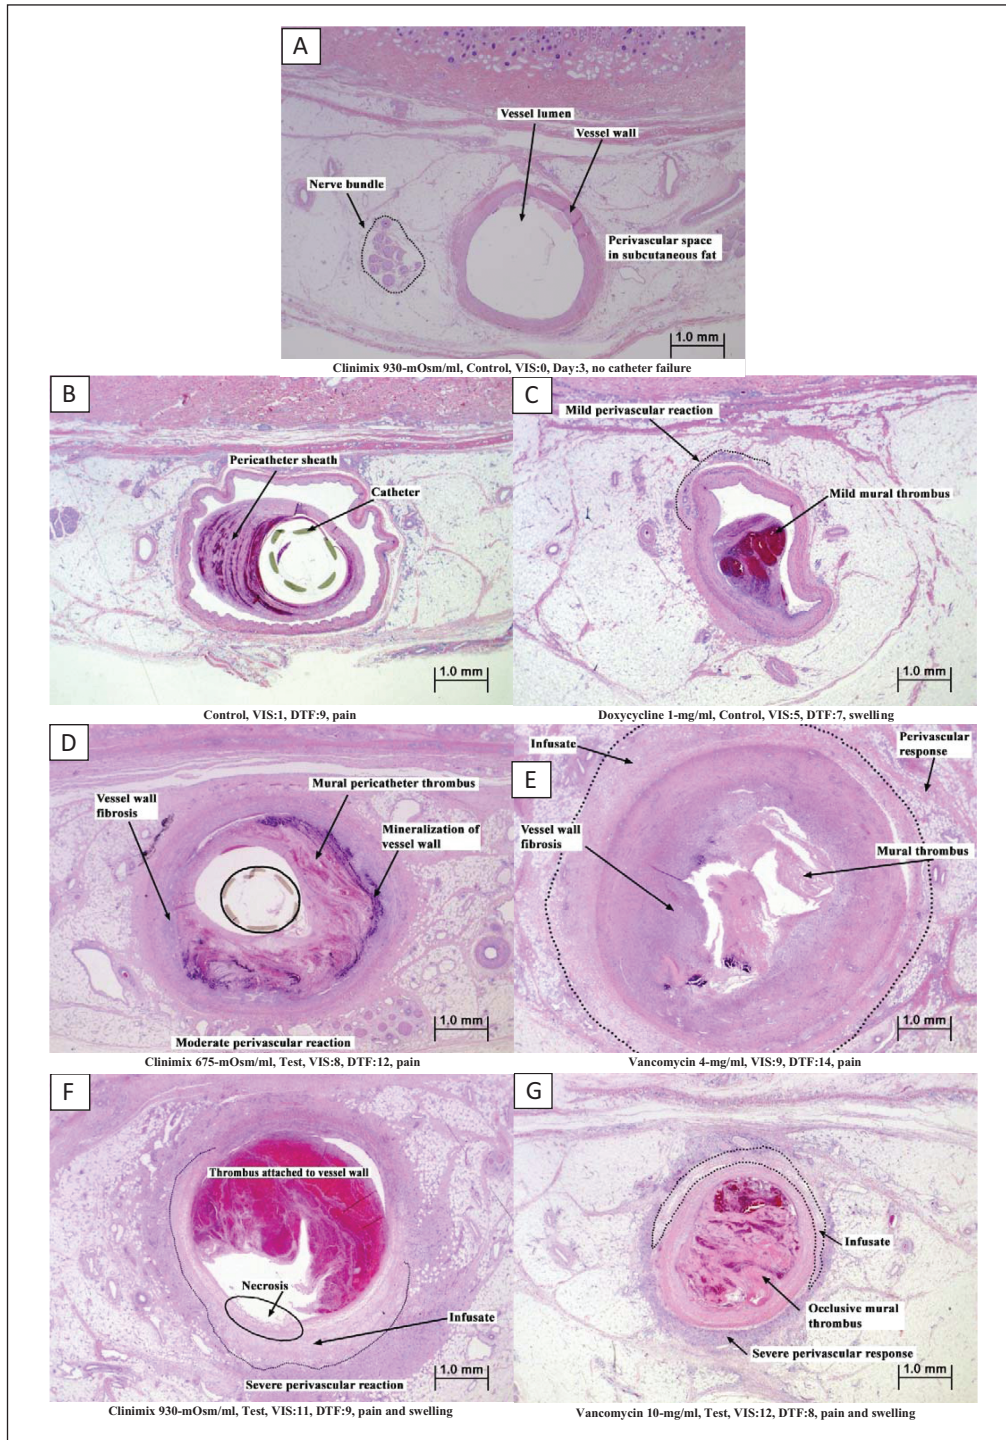 A
Vessel lumen
Vessel wall
Nerve bundle
Perivascular space
in subcutaneous fat
1.0 mm
Clinimix 930-mOsm/ml, Control, VIS:0, Day:3, no catheter failure
B
Pericatheter sheath
Catheter
1.0 mm
Control, VIS:1, DTF:9, pain
C
Mild perivascular reaction
Mild mural thrombus
1.0 mm
Doxycycline 1-mg/ml, Control, VIS:5, DTF:7, swelling
D
Mural pericatheter thrombus
Vessel wall
fibrosis
Mineralization of
vessel wall
Moderate perivascular reaction
1.0 mm
Clinimix 675-mOsm/ml, Test, VIS:8, DTF:12, pain
E
Infusate
Perivascular
response
Vessel wall
fibrosis
Mural thrombus
1.0 mm
Vancomycin 4-mg/ml, VIS:9, DTF:14, pain
F
Thrombus attached to vessel wall
Necrosis
Infusate
Severe perivascular reaction
1.0 mm
Clinimix 930-mOsm/ml, Test, VIS:11, DTF:9, pain and swelling
G
Infusate
Occlusive mural
thrombus
Severe perivascular response
1.0 mm
Vancomycin 10-mg/ml, Test, VIS:12, DTF:8, pain and swelling